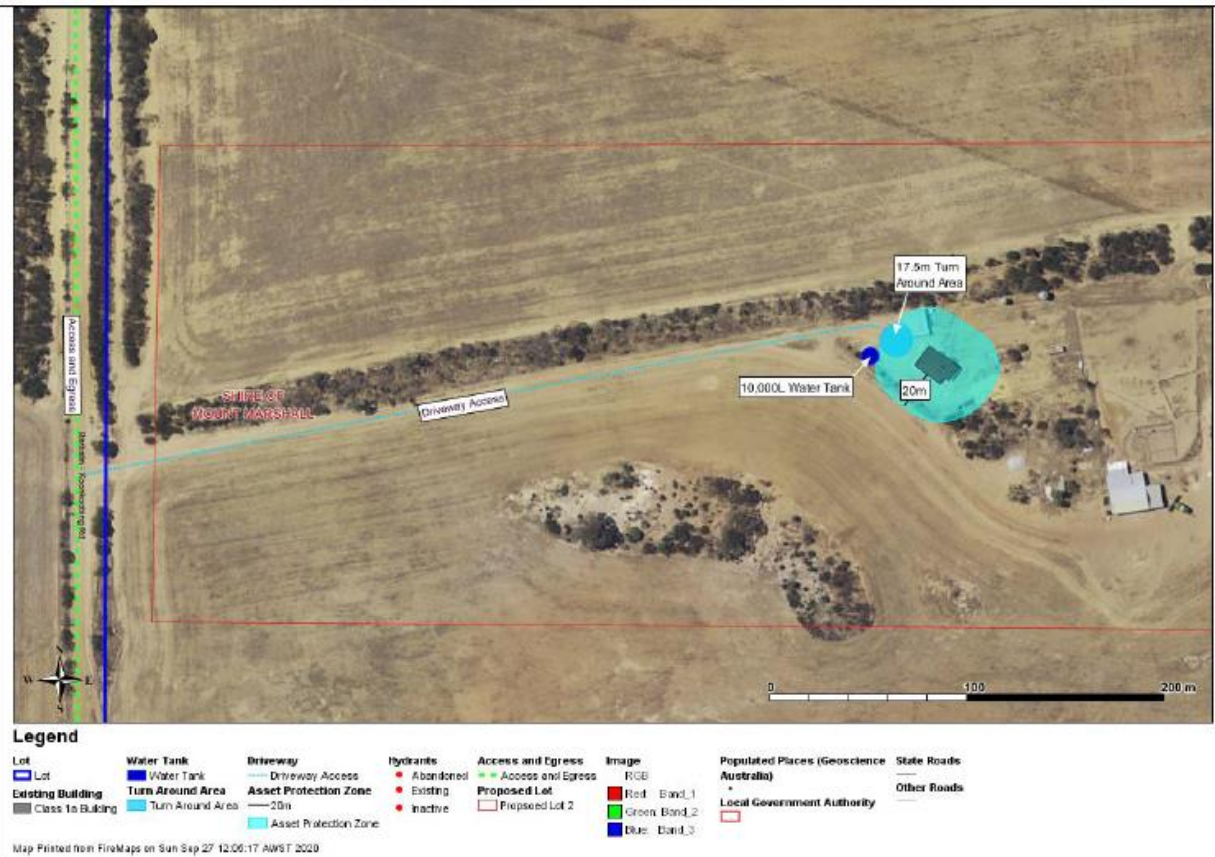 17.5m Turn
Around Area
Access and Egress
10,000L Water Tank
20m
SHIRE OF
MOUNT MARSHALL
Driveway Access
W E
S
0 100 200 m
Legend
Lot
Lot
Existing Building
Class 1a Building
Water Tank
Water Tank
Turn Around Area
Turn Around Area
Driveway
Driveway Access
Asset Protection Zone
20m
Asset Protection Zone
Hydrants
Abandoned
Existing
Inactive
Access and Egress
Access and Egress
Proposed Lot
Proposed Lot 2
Image
RGB
Red: Band_1
Green: Band_2
Blue: Band_3
Populated Places (Geoscience
Australia)
Local Government Authority
State Roads
Other Roads
Map Printed from FireMaps on Sun Sep 27 12:06:17 AWST 2020